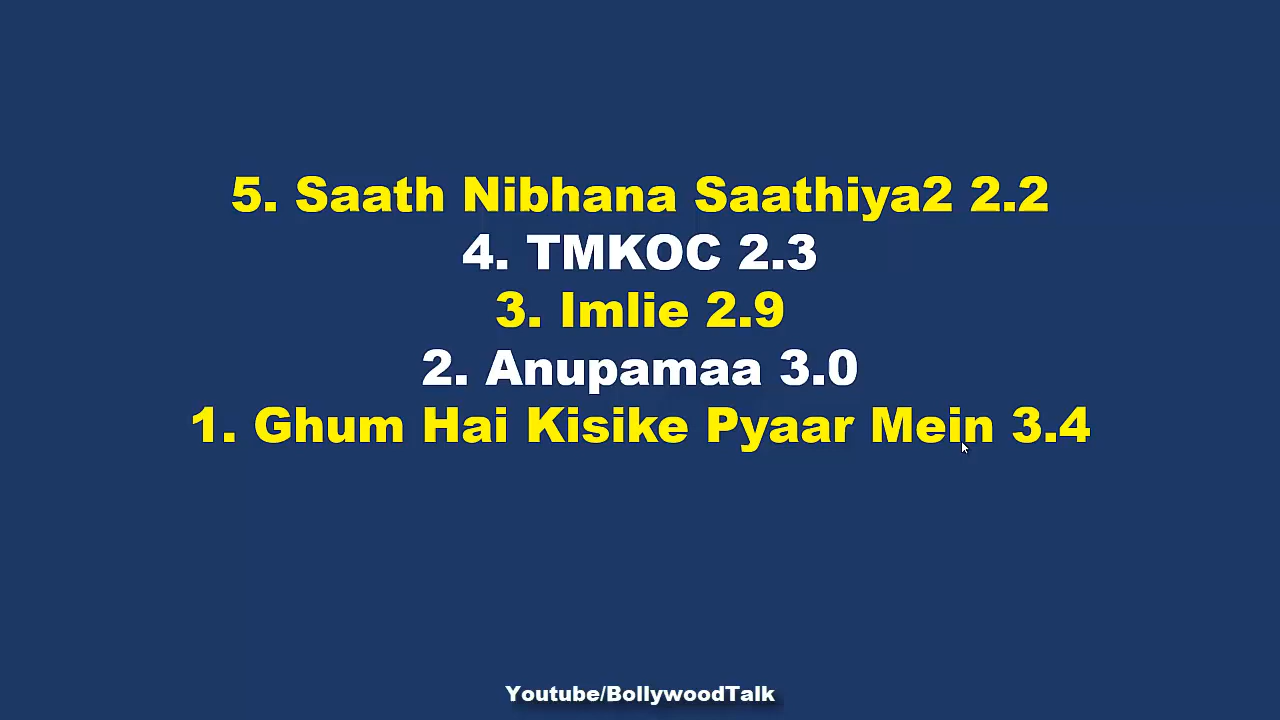 5. Saath Nibhana Saathiya2 2.2
4. TMKOC 2.3
3. Imlie 2.9
2. Anupamaa 3.0
1. Ghum Hai Kisike Pyaar Mein 3.4
Youtube/BollywoodTalk